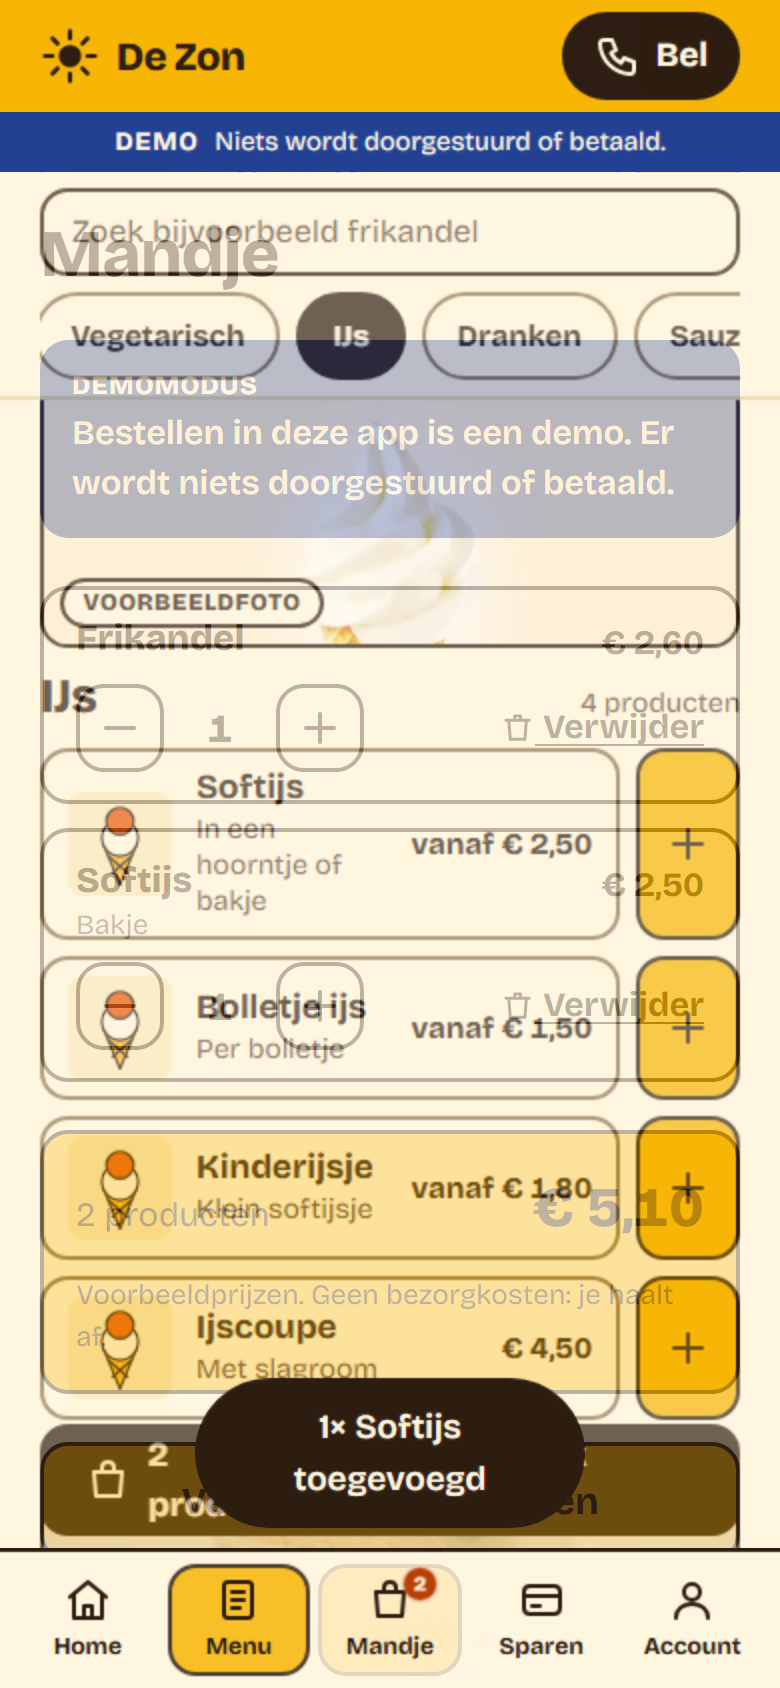 De Zon
Bel
DEMO Niets wordt doorgestuurd of betaald.
Zoek bijvoorbeeld frikandel
Mandje
Vegetarisch
IJs
Dranken
Sauz
DEMOMODUS
Bestellen in deze app is een demo. Er
wordt niets doorgestuurd of betaald.
VOORBEELDFOTO
Frikandel
€ 2,60
IJs
4 producten
1
Verwijder
Softijs
In een
hoorntje of
bakje
vanaf € 2,50
Softijs
€ 2,50
Bakje
Bolletje ijs
Per bolletje
vanaf € 1,50
1
Verwijder
Kinderijsje
Klein softijsje
vanaf € 1,80
2 producten
€ 5,10
Voorbeeldprijzen. Geen bezorgkosten: je haalt
af.
Ijscoupe
Met slagroom
€ 4,50
1× Softijs
toegevoegd
2
Home
Menu
Mandje
2
Sparen
Account